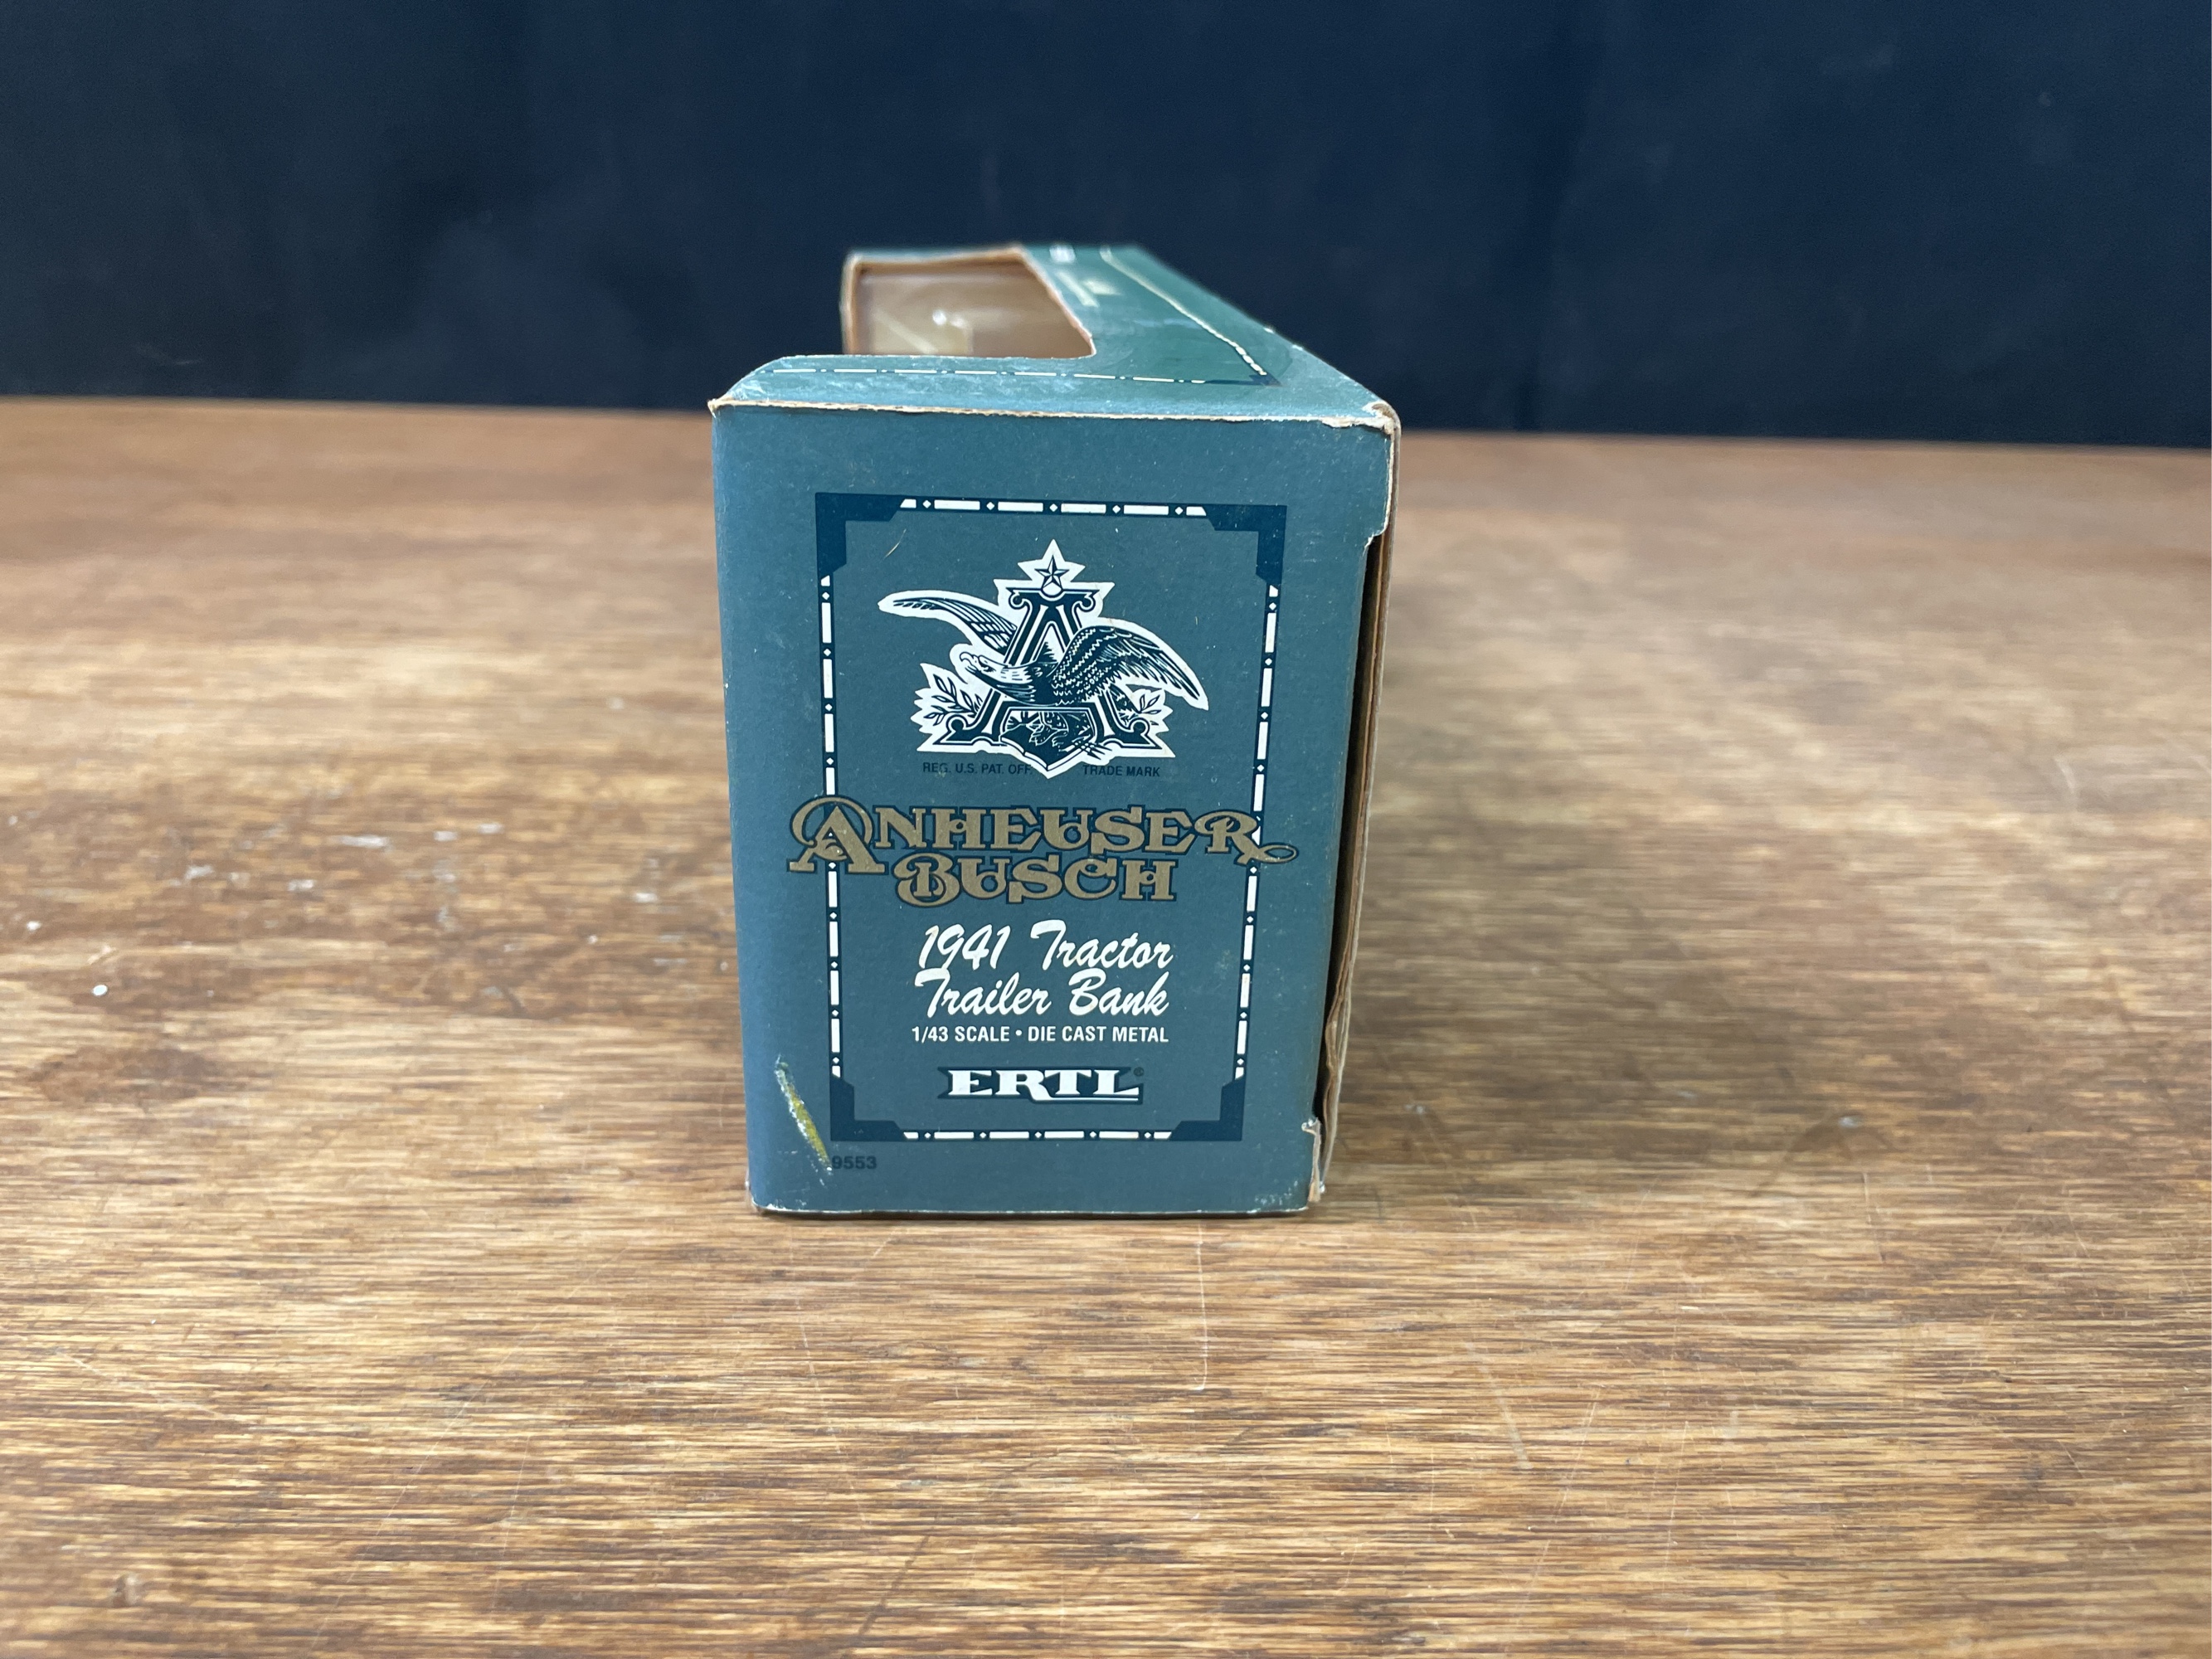 A
REG. U.S. PAT. OFF. TRADE MARK
ANHEUSER
BUSCH
1941 Tractor
Trailer Bank
1/43 SCALE • DIE CAST METAL
ERTL®
9553